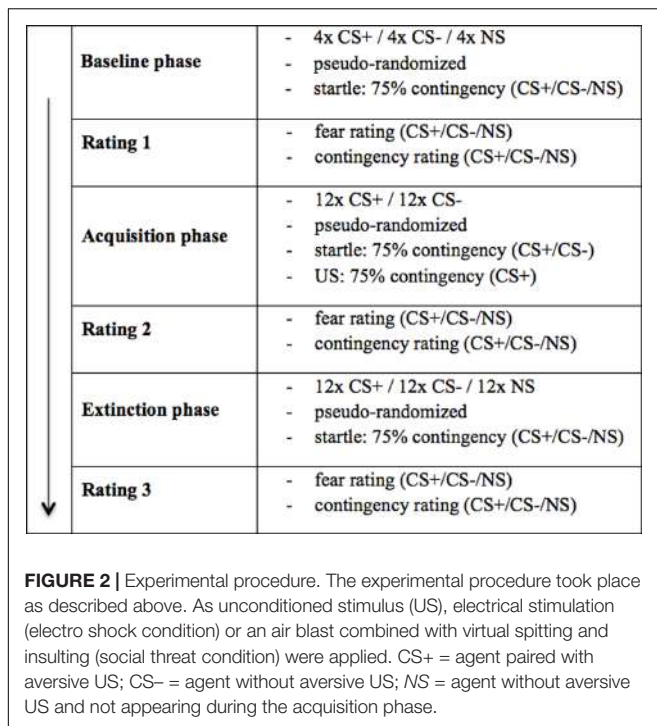 Baseline phase
- 4x CS+ / 4x CS- / 4x NS
- pseudo-randomized
- startle: 75% contingency (CS+/CS-/NS)
Rating 1
- fear rating (CS+/CS-/NS)
- contingency rating (CS+/CS-/NS)
Acquisition phase
- 12x CS+ / 12x CS-
- pseudo-randomized
- startle: 75% contingency (CS+/CS-)
- US: 75% contingency (CS+)
Rating 2
- fear rating (CS+/CS-/NS)
- contingency rating (CS+/CS-/NS)
Extinction phase
- 12x CS+ / 12x CS- / 12x NS
- pseudo-randomized
- startle: 75% contingency (CS+/CS-/NS)
Rating 3
- fear rating (CS+/CS-/NS)
- contingency rating (CS+/CS-/NS)
FIGURE 2 | Experimental procedure. The experimental procedure took place
as described above. As unconditioned stimulus (US), electrical stimulation
(electro shock condition) or an air blast combined with virtual spitting and
insulting (social threat condition) were applied. CS+ = agent paired with
aversive US; CS– = agent without aversive US; NS = agent without aversive
US and not appearing during the acquisition phase.